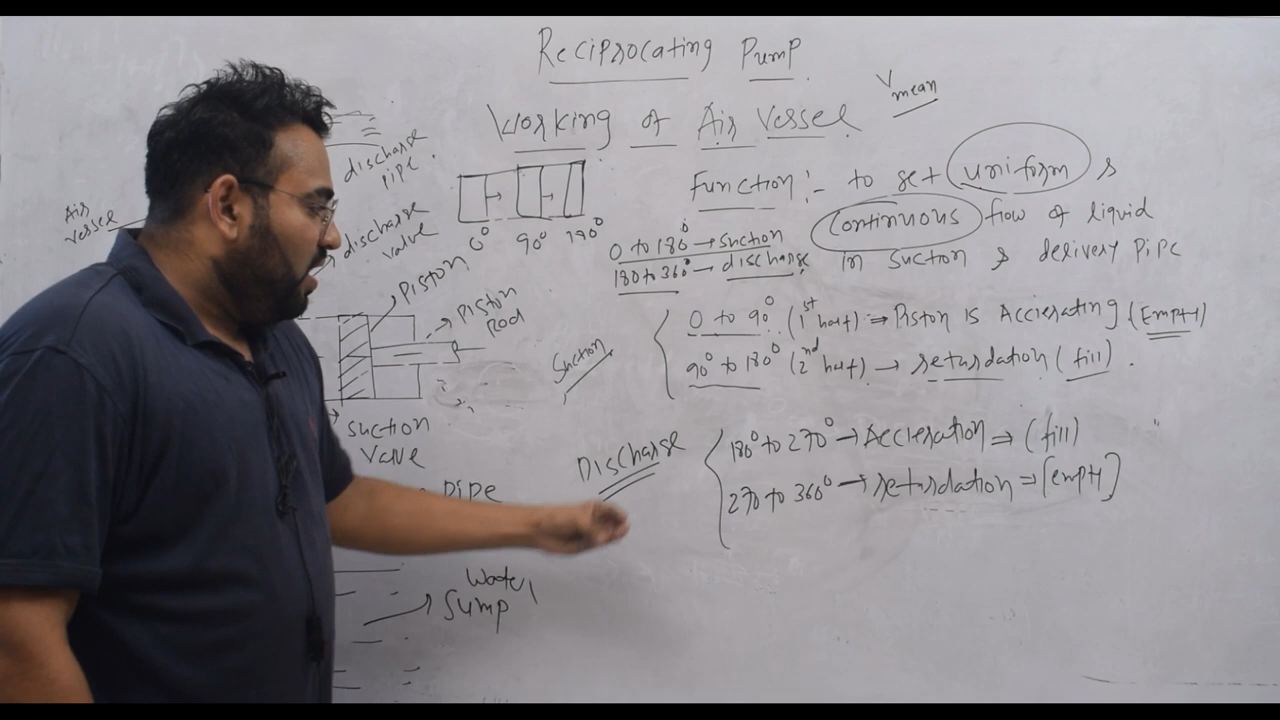 Reciprocating Pump
Working of Air Vessel
Vmean
Function:- to get uniform &
Continuous flow of liquid
in suction & delivery Pipe
discharge
pipe.
Air
vessel
discharge
valve
0° 90° 180°
0 to 180° → suction
180 to 360° → discharge
Piston
Piston
Rod
Suction
0 to 90° (1st half) ⇒ Piston is Acclerating (Empty)
90° to 180° (2nd half) → retardation (fill).
suction
valve
Discharge
180° to 270° → Accleration ⇒ (fill)
270 to 360° → retardation ⇒ [empty]
Pipe
Water
Sump